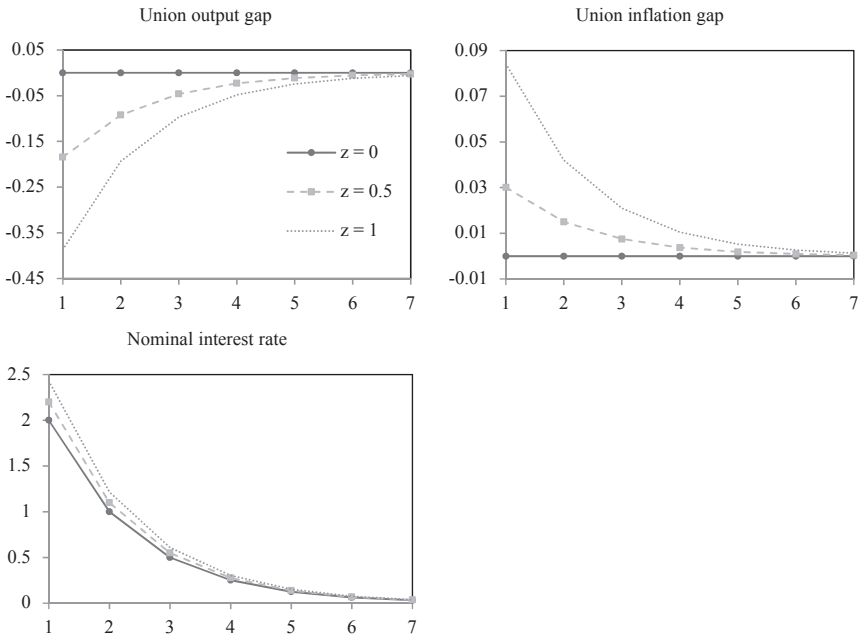 Union output gap
0.05
-0.05
-0.15
-0.25
-0.35
-0.45
z = 0
z = 0.5
z = 1
1 2 3 4 5 6 7
Union inflation gap
0.09
0.07
0.05
0.03
0.01
-0.01
1 2 3 4 5 6 7
Nominal interest rate
2.5
2
1.5
1
0.5
0
1 2 3 4 5 6 7